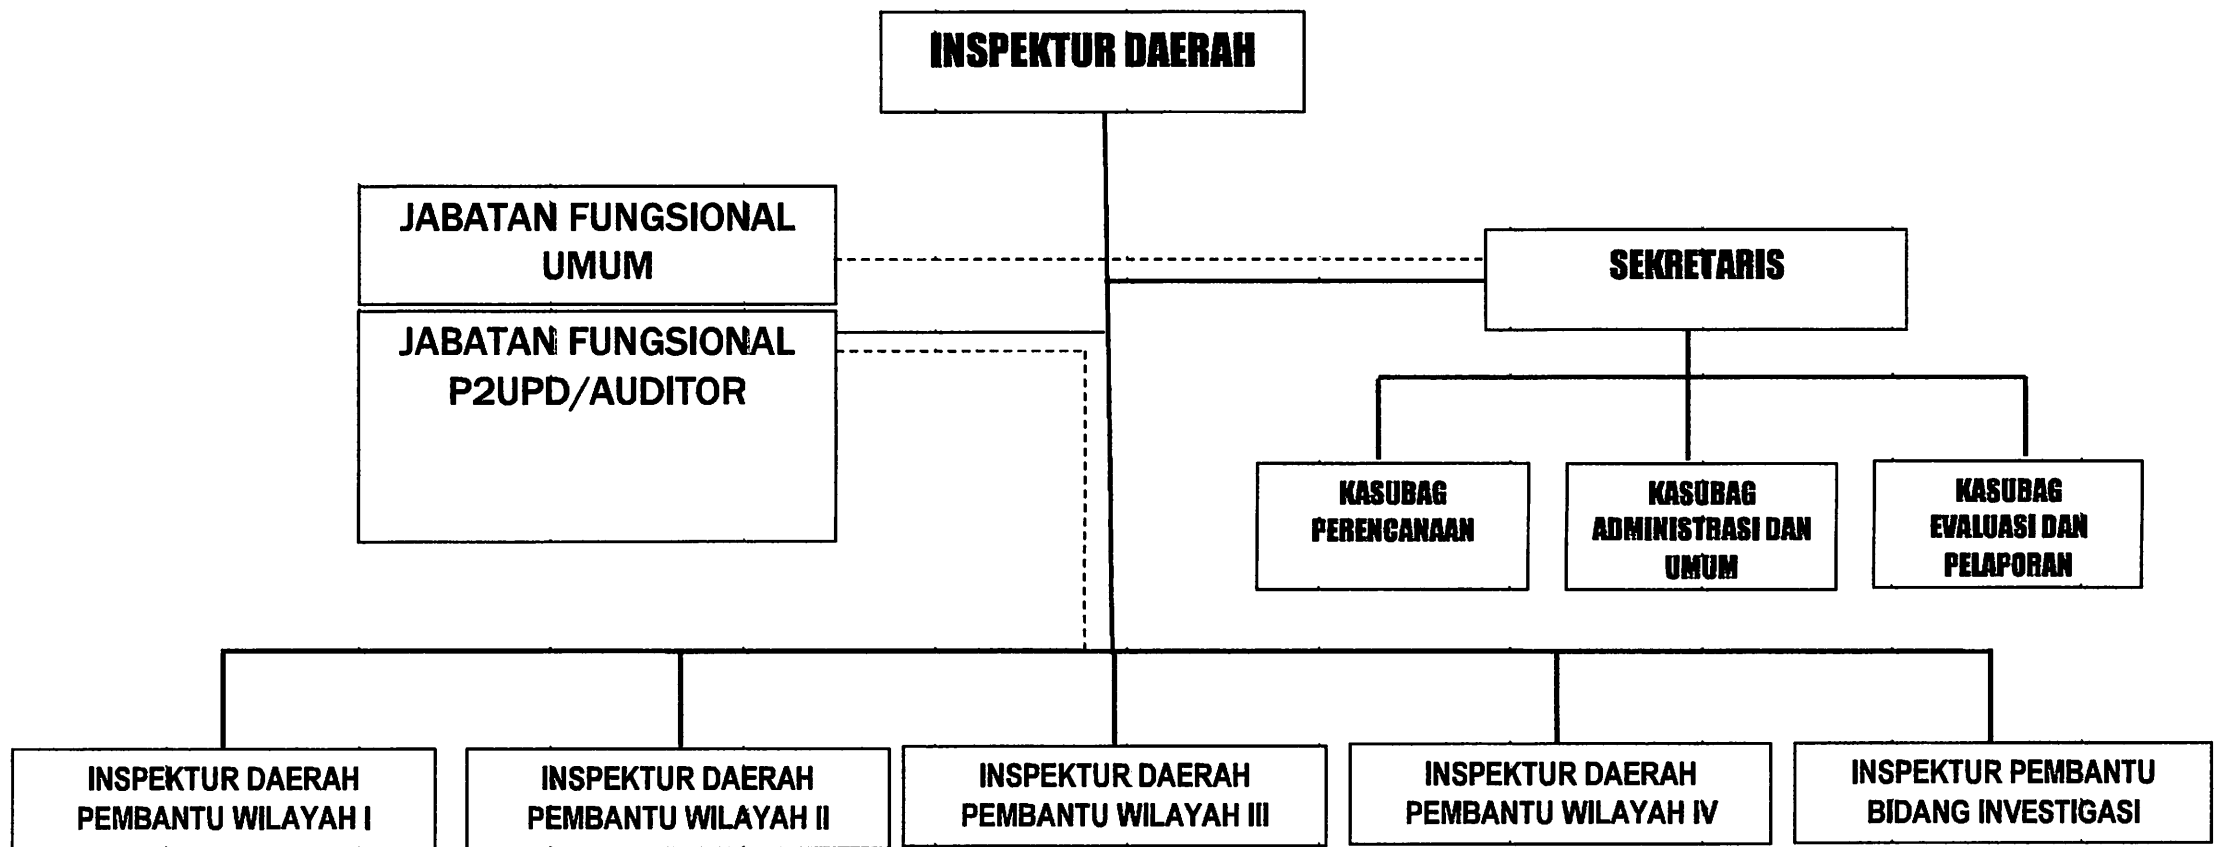 INSPEKTUR DAERAH
JABATAN FUNGSIONAL
UMUM
SEKRETARIS
JABATAN FUNGSIONAL
P2UPD/AUDITOR
KASUBAG
PERENCANAAN
KASUBAG
ADMINISTRASI DAN
UMUM
KASUBAG
EVALUASI DAN
PELAPORAN
INSPEKTUR DAERAH
PEMBANTU WILAYAH I
INSPEKTUR DAERAH
PEMBANTU WILAYAH II
INSPEKTUR DAERAH
PEMBANTU WILAYAH III
INSPEKTUR DAERAH
PEMBANTU WILAYAH IV
INSPEKTUR PEMBANTU
BIDANG INVESTIGASI